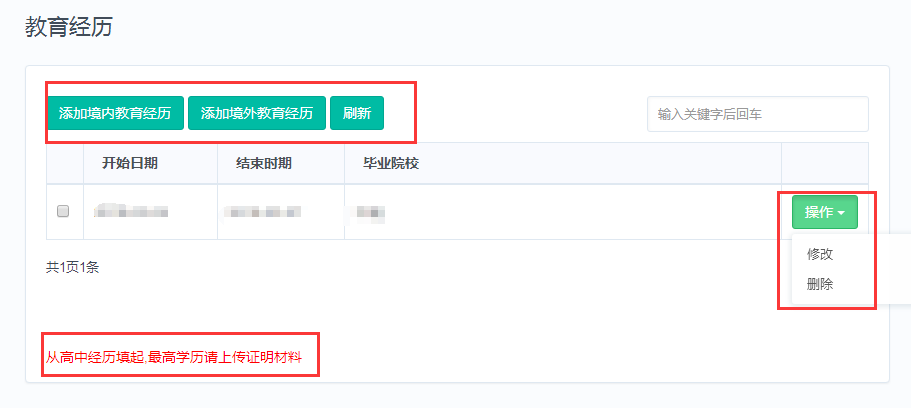 教育经历
添加境内教育经历 添加境外教育经历 刷新 输入关键字后回车
开始日期 结束时期 毕业院校
操作
修改
删除
共1页1条
从高中经历填起,最高学历请上传证明材料